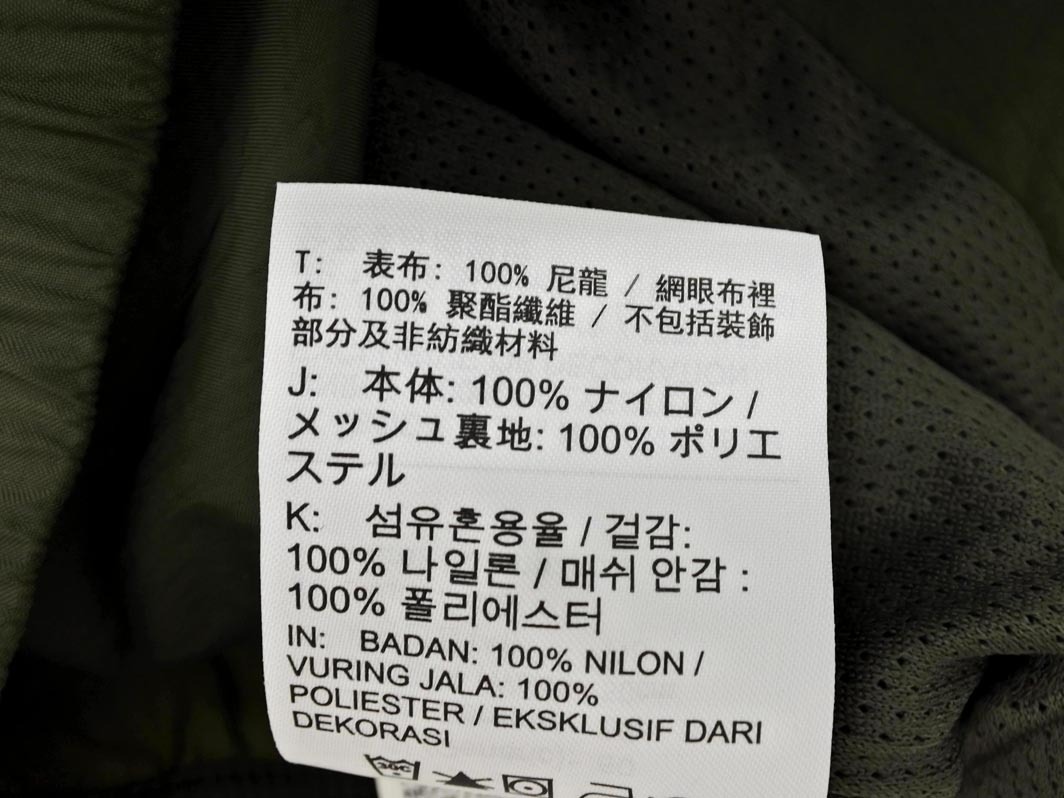 T: 表布: 100% 尼龍 / 網眼布裡
布: 100% 聚酯纖維 / 不包括裝飾
部分及非紡織材料
J: 本体: 100% ナイロン /
メッシュ裏地: 100% ポリエ
ステル
K: 섬유혼용율 / 겉감:
100% 나일론 / 매쉬 안감 :
100% 폴리에스터
IN: BADAN: 100% NILON /
VURING JALA: 100%
POLIESTER / EKSKLUSIF DARI
DEKORASI
30C